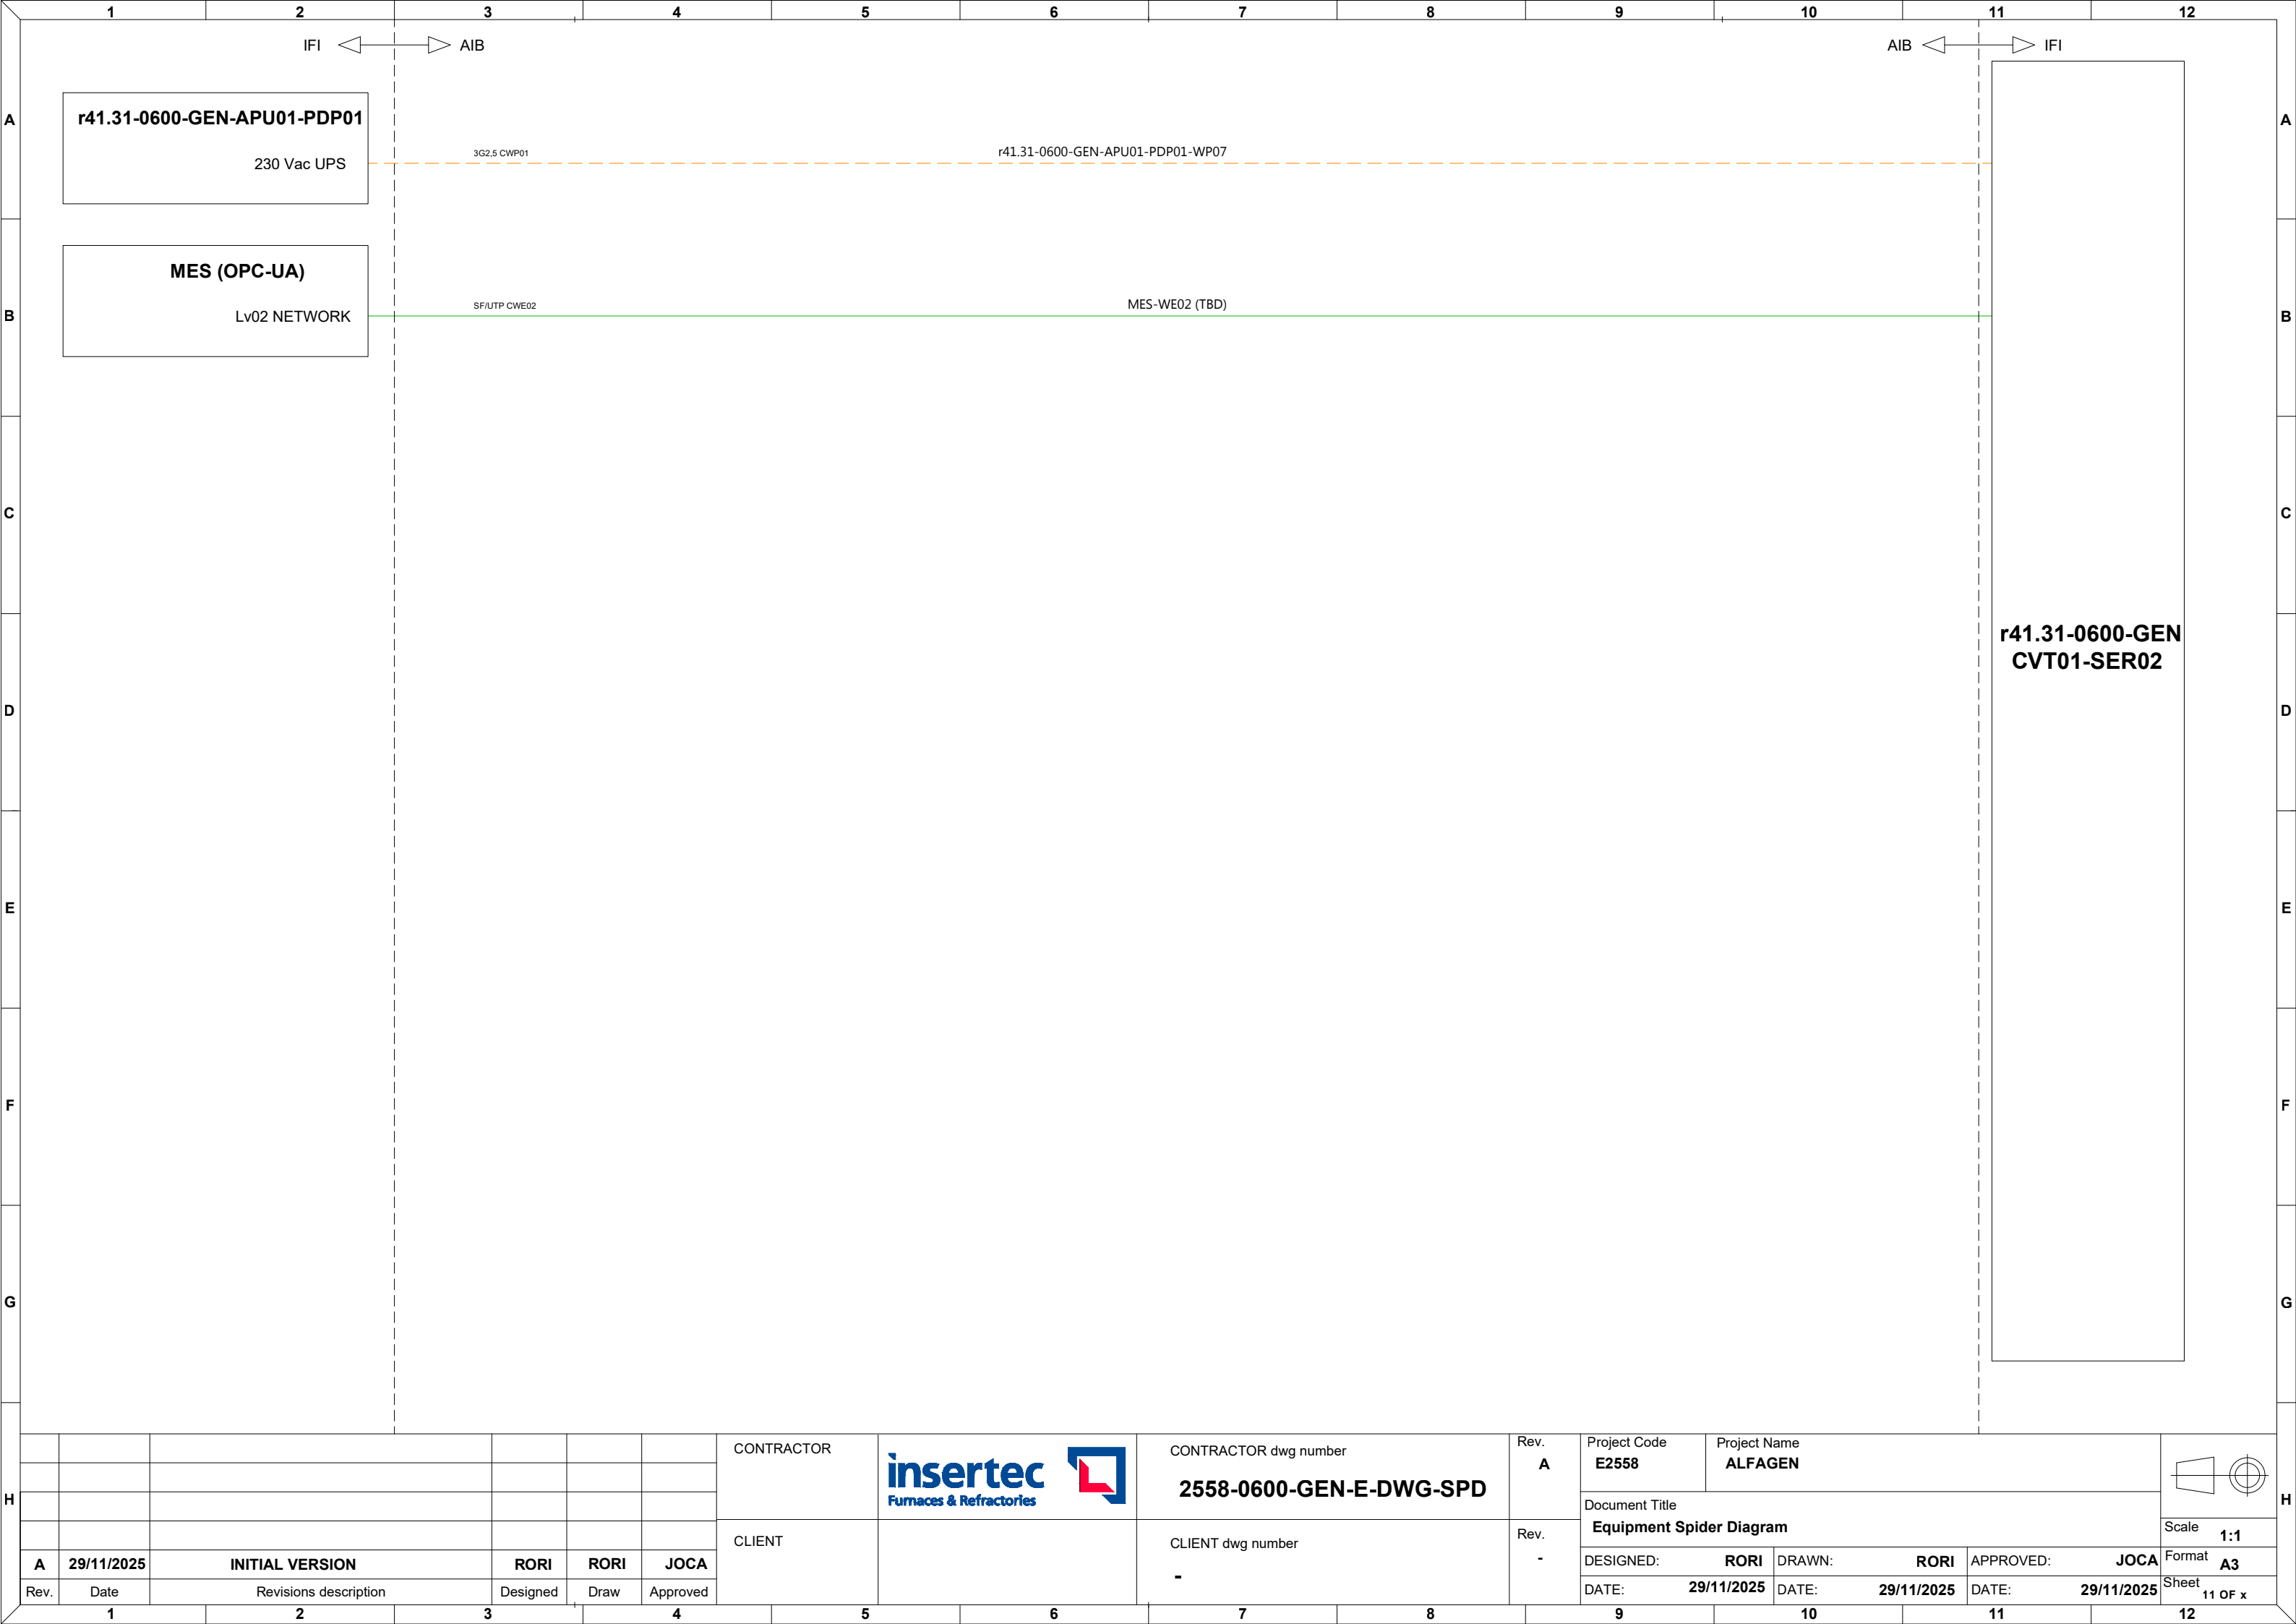 1 2 3 4 5 6 7 8 9 10 11 12
IFI AIB
AIB IFI
A A
r41.31-0600-GEN-APU01-PDP01
230 Vac UPS
3G2,5 CWP01
r41.31-0600-GEN-APU01-PDP01-WP07
MES (OPC-UA)
Lv02 NETWORK
SF/UTP CWE02
MES-WE02 (TBD)
B B
C C
r41.31-0600-GEN
CVT01-SER02
D D
E E
F F
G G
H H
A 29/11/2025 INITIAL VERSION RORI RORI JOCA
Rev. Date Revisions description Designed Draw Approved
CONTRACTOR
insertec
Furnaces & Refractories
CONTRACTOR dwg number
2558-0600-GEN-E-DWG-SPD
Rev.
A
CLIENT
CLIENT dwg number
-
Rev.
-
Project Code
E2558
Project Name
ALFAGEN
Document Title
Equipment Spider Diagram
DESIGNED: RORI DRAWN: RORI APPROVED: JOCA
DATE: 29/11/2025 DATE: 29/11/2025 DATE: 29/11/2025
Scale
1:1
Format
A3
Sheet
11 OF x
1 2 3 4 5 6 7 8 9 10 11 12